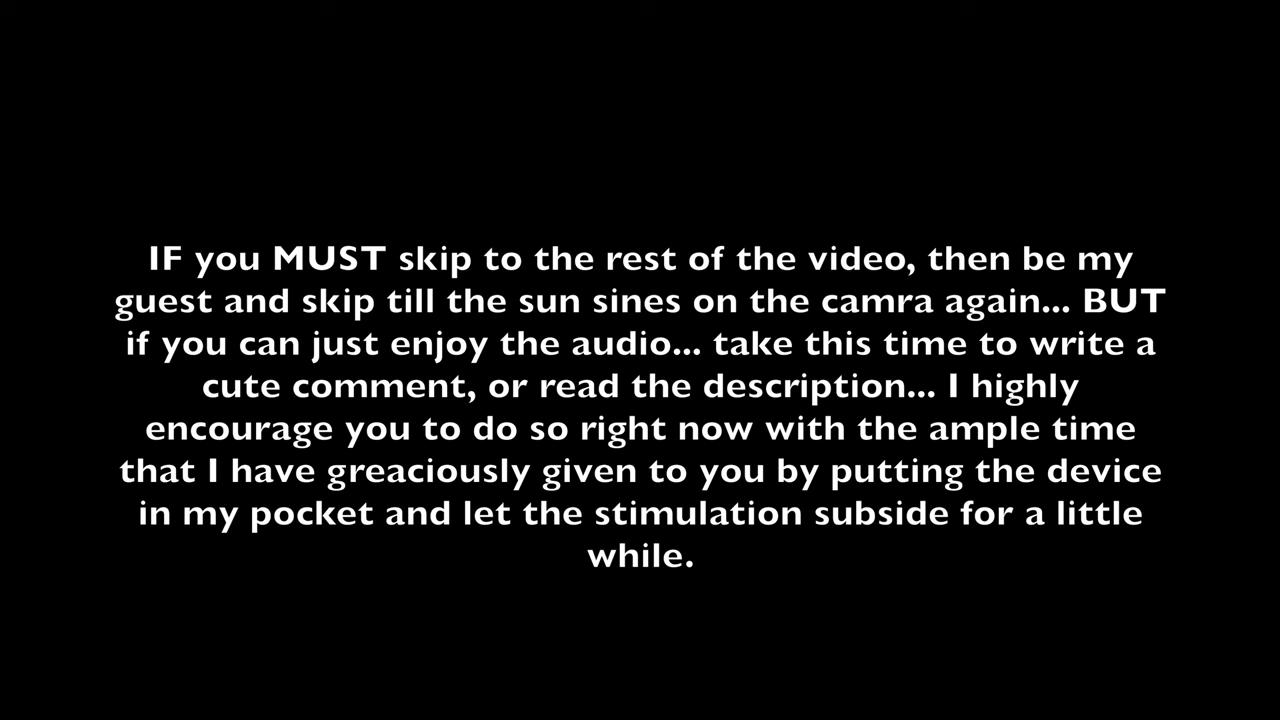 IF you MUST skip to the rest of the video, then be my
guest and skip till the sun sines on the camra again... BUT
if you can just enjoy the audio... take this time to write a
cute comment, or read the description... I highly
encourage you to do so right now with the ample time
that I have greaciously given to you by putting the device
in my pocket and let the stimulation subside for a little
while.